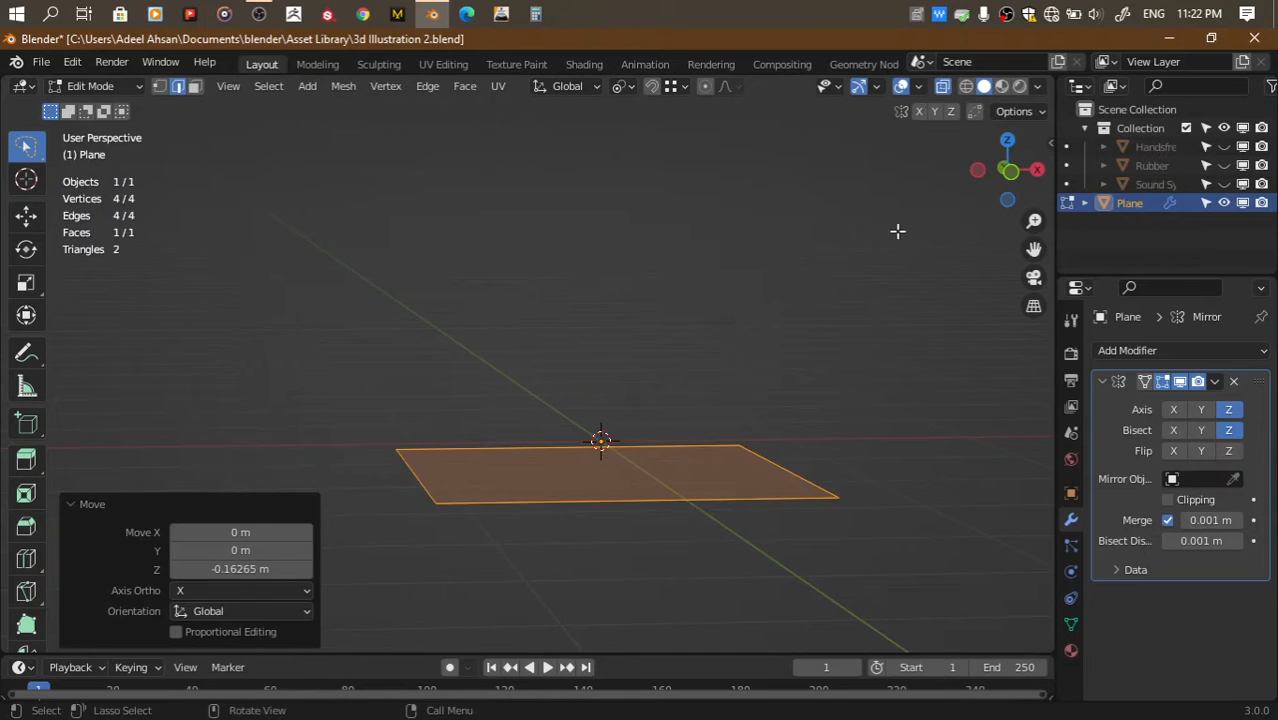 ENG 11:22 PM
Blender* [C:\Users\Adeel Ahsan\Documents\blender\Asset Library\3d Illustration 2.blend]
File Edit Render Window Help Layout Modeling Sculpting UV Editing Texture Paint Shading Animation Rendering Compositing Geometry Nod Scene View Layer
Edit Mode View Select Add Mesh Vertex Edge Face UV Global
X Y Z Options
User Perspective
(1) Plane
Objects 1/1
Vertices 4/4
Edges 4/4
Faces 1/1
Triangles 2
Z
X
Scene Collection
Collection
Handsfre
Rubber
Sound Sy
Plane
Plane > Mirror
Add Modifier
Axis X Y Z
Bisect X Y Z
Flip X Y Z
Mirror Obj...
Clipping
Merge 0.001 m
Bisect Dis... 0.001 m
Data
Move
Move X 0 m
Y 0 m
Z -0.16265 m
Axis Ortho X
Orientation Global
Proportional Editing
Playback Keying View Marker 1 Start 1 End 250
1
Select Lasso Select Rotate View Call Menu 3.0.0